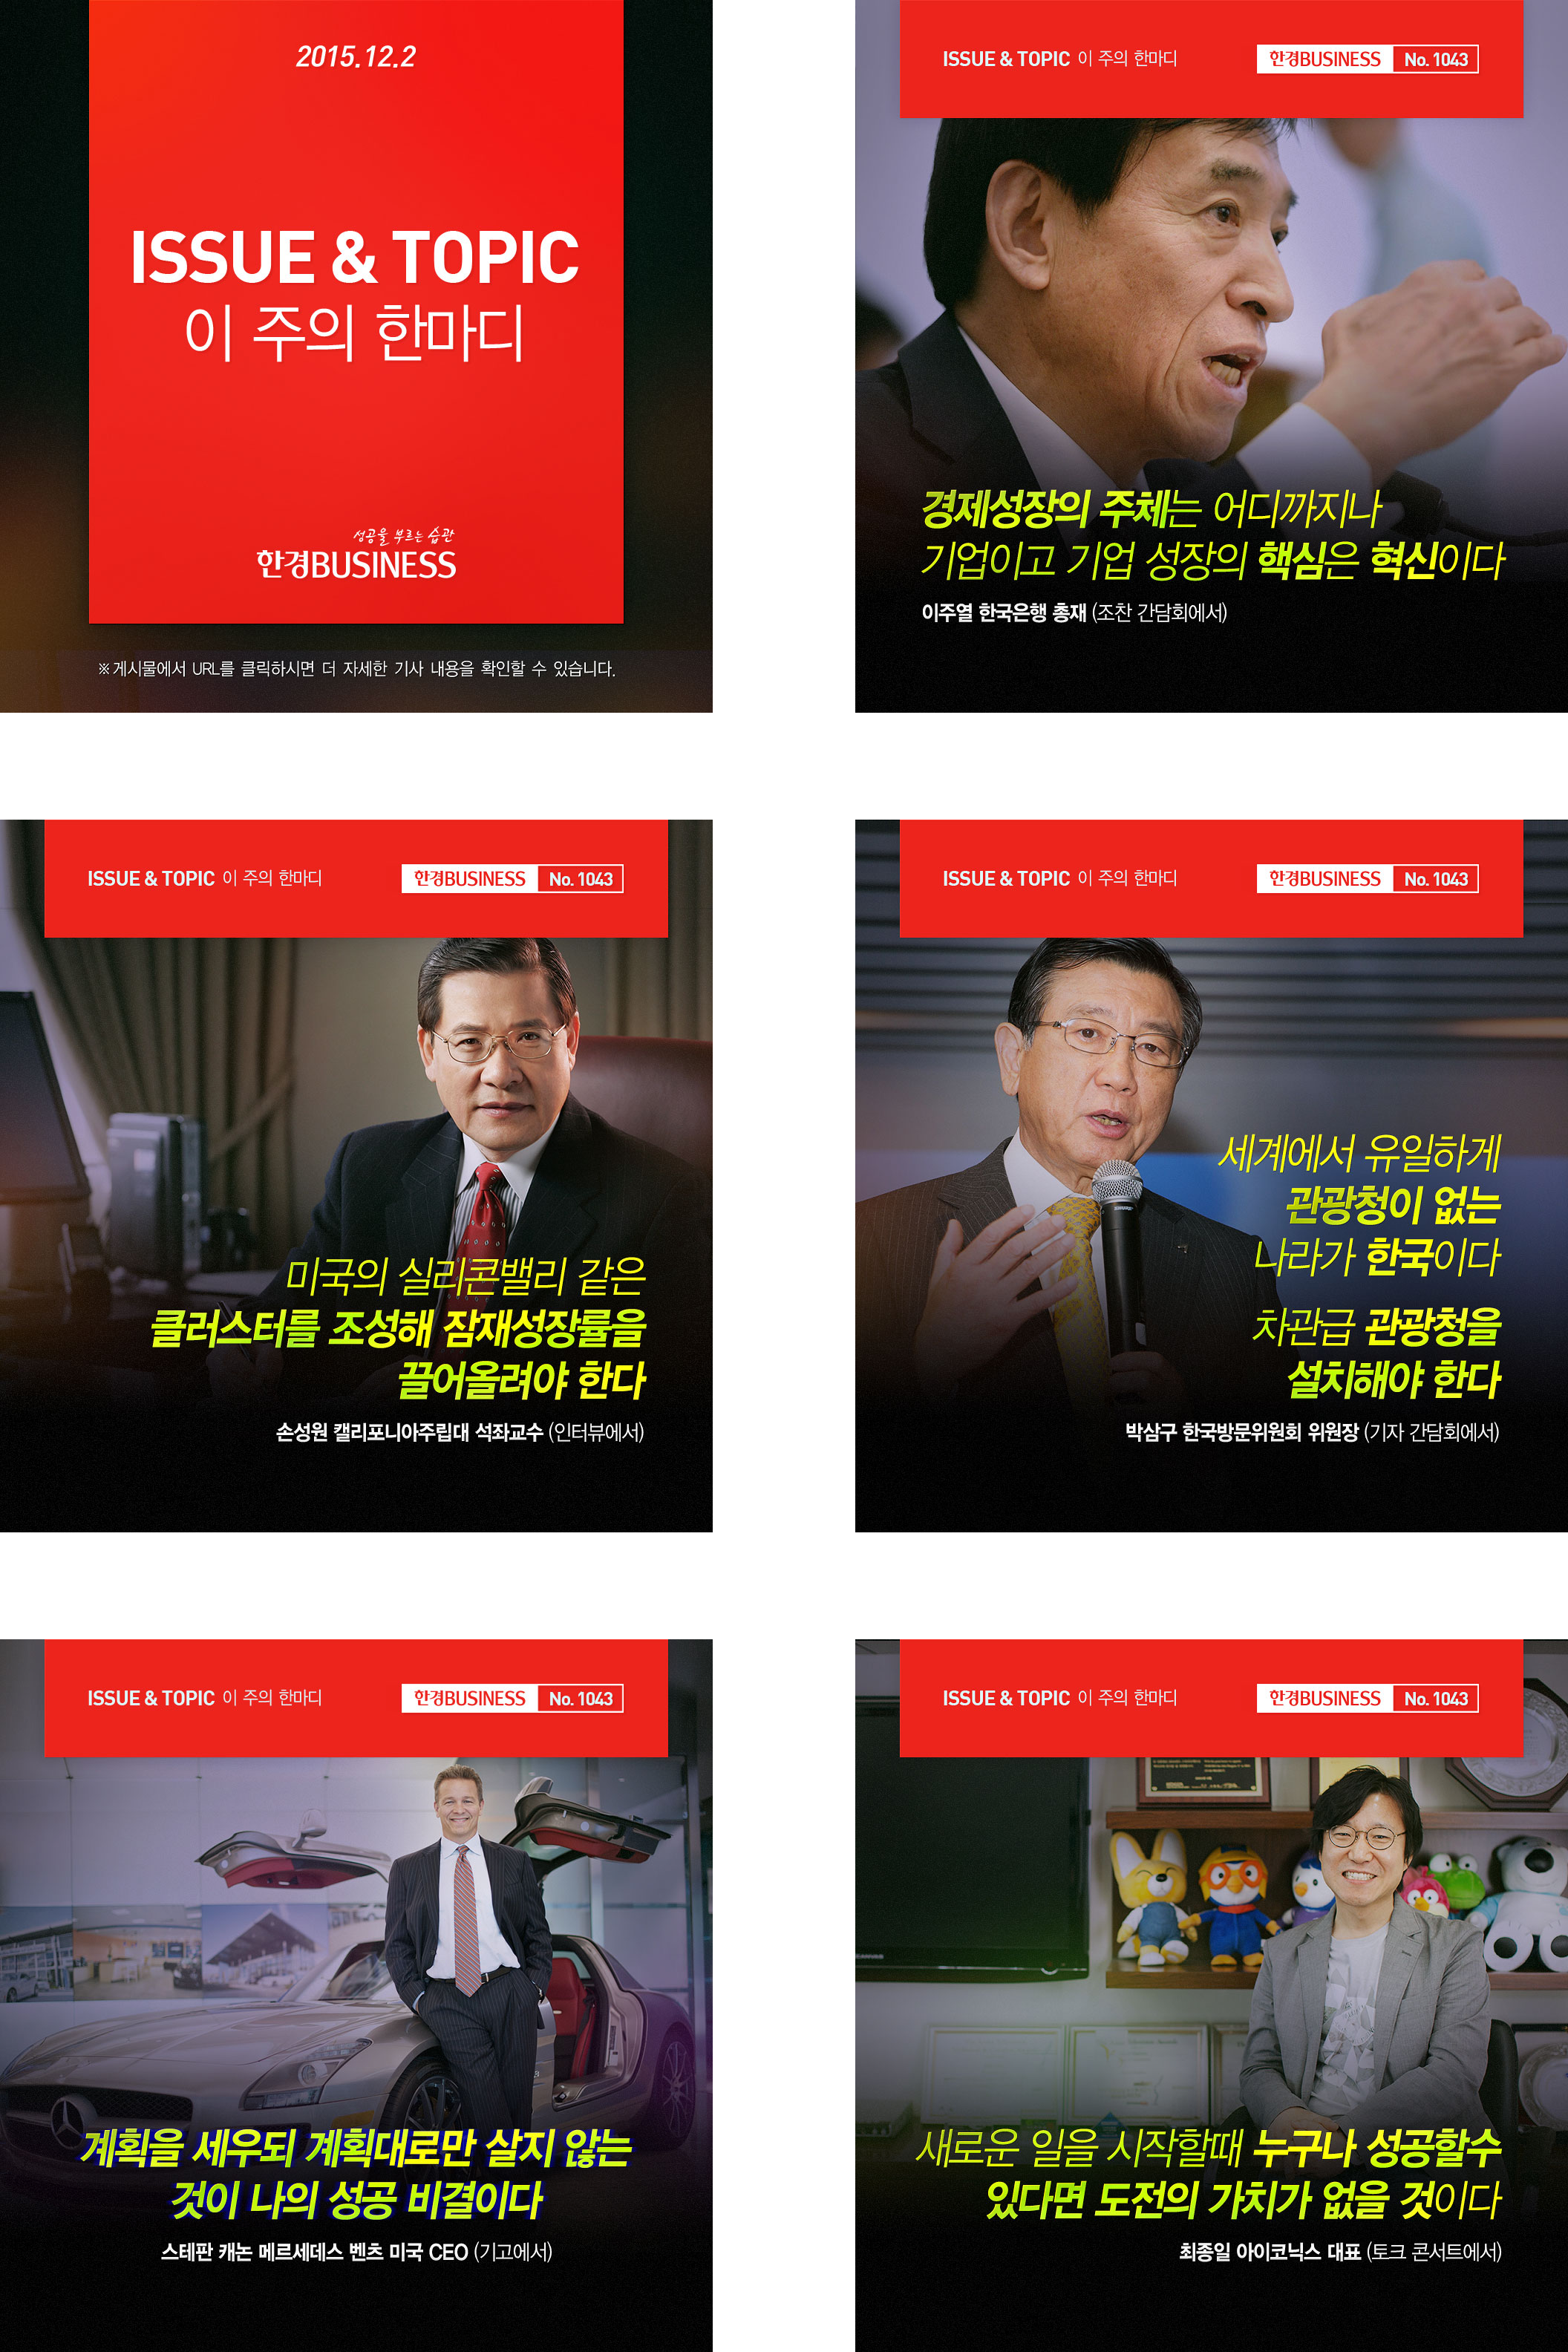 2015.12.2
ISSUE & TOPIC
이 주의 한마디
성공을 부르는 습관
한경BUSINESS
※ 게시물에서 URL를 클릭하시면 더 자세한 기사 내용을 확인할 수 있습니다.
ISSUE & TOPIC 이 주의 한마디 한경BUSINESS No. 1043
경제성장의 주체는 어디까지나
기업이고 기업 성장의 핵심은 혁신이다
이주열 한국은행 총재 (조찬 간담회에서)
ISSUE & TOPIC 이 주의 한마디 한경BUSINESS No. 1043
미국의 실리콘밸리 같은
클러스터를 조성해 잠재성장률을
끌어올려야 한다
손성원 캘리포니아주립대 석좌교수 (인터뷰에서)
ISSUE & TOPIC 이 주의 한마디 한경BUSINESS No. 1043
세계에서 유일하게
관광청이 없는
나라가 한국이다
차관급 관광청을
설치해야 한다
박삼구 한국방문위원회 위원장 (기자 간담회에서)
ISSUE & TOPIC 이 주의 한마디 한경BUSINESS No. 1043
계획을 세우되 계획대로만 살지 않는
것이 나의 성공 비결이다
스테판 캐논 메르세데스 벤츠 미국 CEO (기고에서)
ISSUE & TOPIC 이 주의 한마디 한경BUSINESS No. 1043
새로운 일을 시작할때 누구나 성공할수
있다면 도전의 가치가 없을 것이다
최종일 아이코닉스 대표 (토크 콘서트에서)